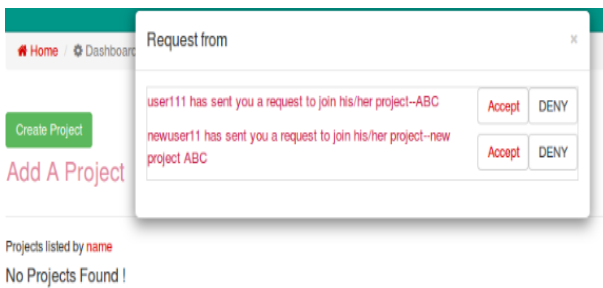 Request from
×
Home / Dashboard
user111 has sent you a request to join his/her project--ABC
Accept DENY
newuser11 has sent you a request to join his/her project--new
project ABC
Accept DENY
Create Project
Add A Project
Projects listed by name
No Projects Found !